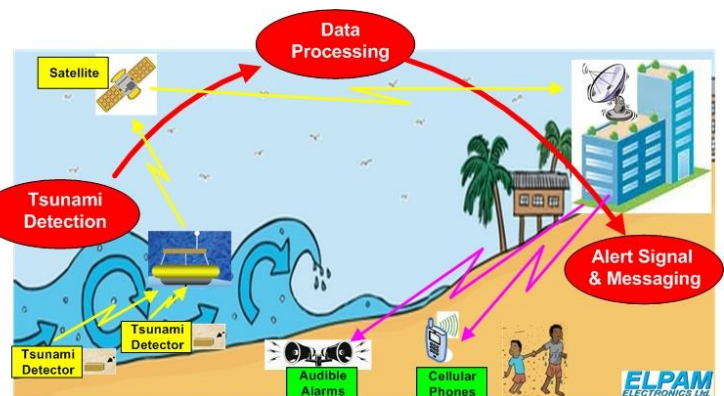 Data
Processing
Satellite
Tsunami
Detection
Alert Signal
& Messaging
Tsunami
Detector
Tsunami
Detector
Audible
Alarms
Cellular
Phones
ELPAM
ELECTRONICS Ltd.